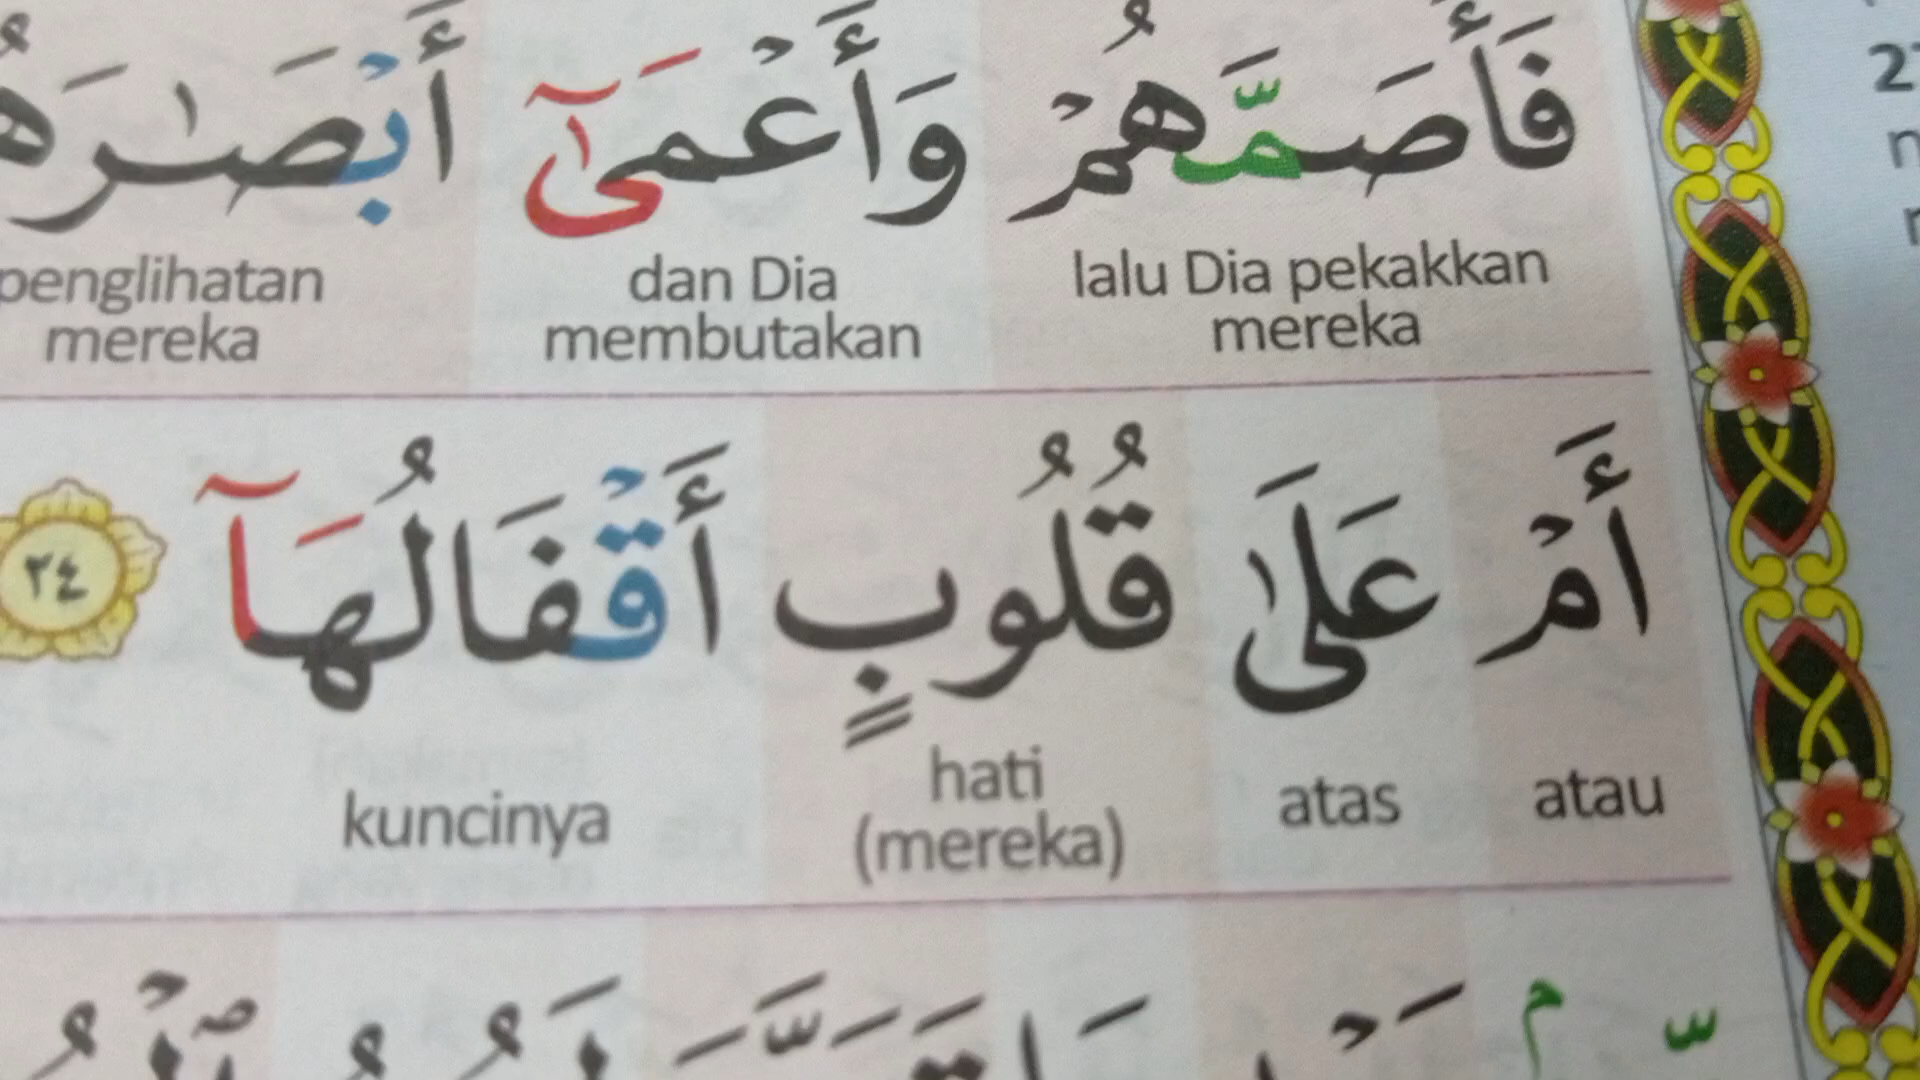 فَأَصَمَّهُمْ وَأَعْمَىٰٓ أَبْصَـٰرَهُ
lalu Dia pekakkan mereka
dan Dia membutakan
penglihatan mereka
أَمْ عَلَىٰ قُلُوبٍ أَقْفَالُهَآ ٢٤
atau
atas
hati (mereka)
kuncinya